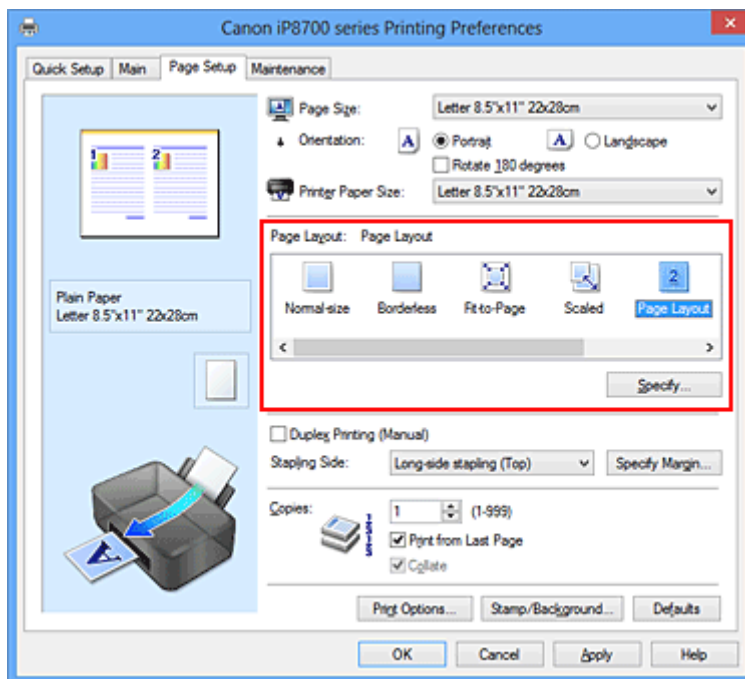 Canon iP8700 series Printing Preferences
Quick Setup Main Page Setup Maintenance
Page Size: Letter 8.5"x11" 22x28cm
Orientation: A Portrait A Landscape
Rotate 180 degrees
Printer Paper Size: Letter 8.5"x11" 22x28cm
1 2
Plain Paper
Letter 8.5"x11" 22x28cm
Page Layout: Page Layout
2
Normal-size Borderless Fit-to-Page Scaled Page Layout
Specify...
Duplex Printing (Manual)
Stapling Side: Long-side stapling (Top) Specify Margin...
Copies: 1 (1-999)
Print from Last Page
Collate
A
Print Options... Stamp/Background... Defaults
OK Cancel Apply Help